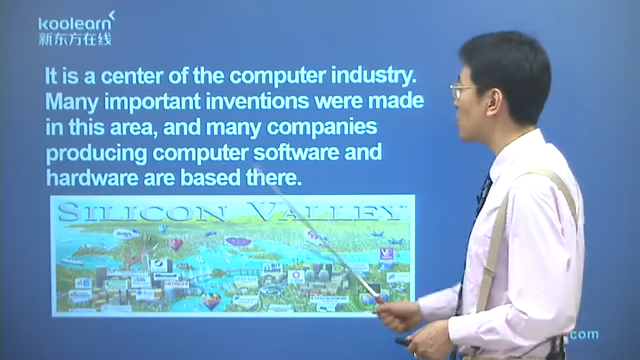 koolearn
新东方在线
It is a center of the computer industry.
Many important inventions were made
in this area, and many companies
producing computer software and
hardware are based there.
SILICON VALLEY
com